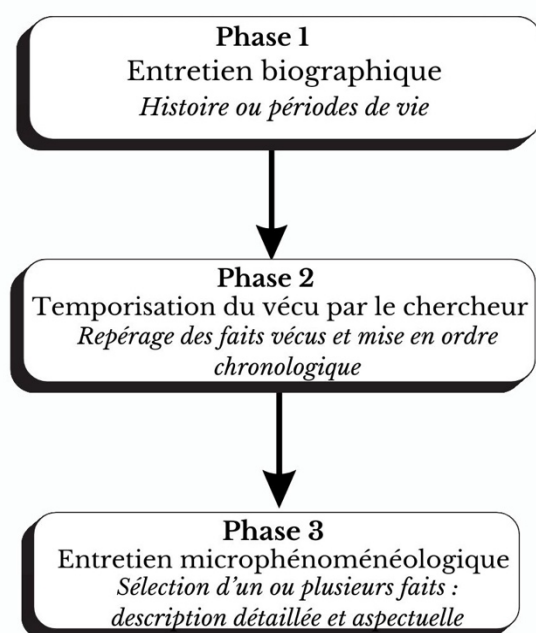 Phase 1
Entretien biographique
Histoire ou périodes de vie
Phase 2
Temporisation du vécu par le chercheur
Repérage des faits vécus et mise en ordre
chronologique
Phase 3
Entretien microphénoménologique
Sélection d'un ou plusieurs faits :
description détaillée et aspectuelle